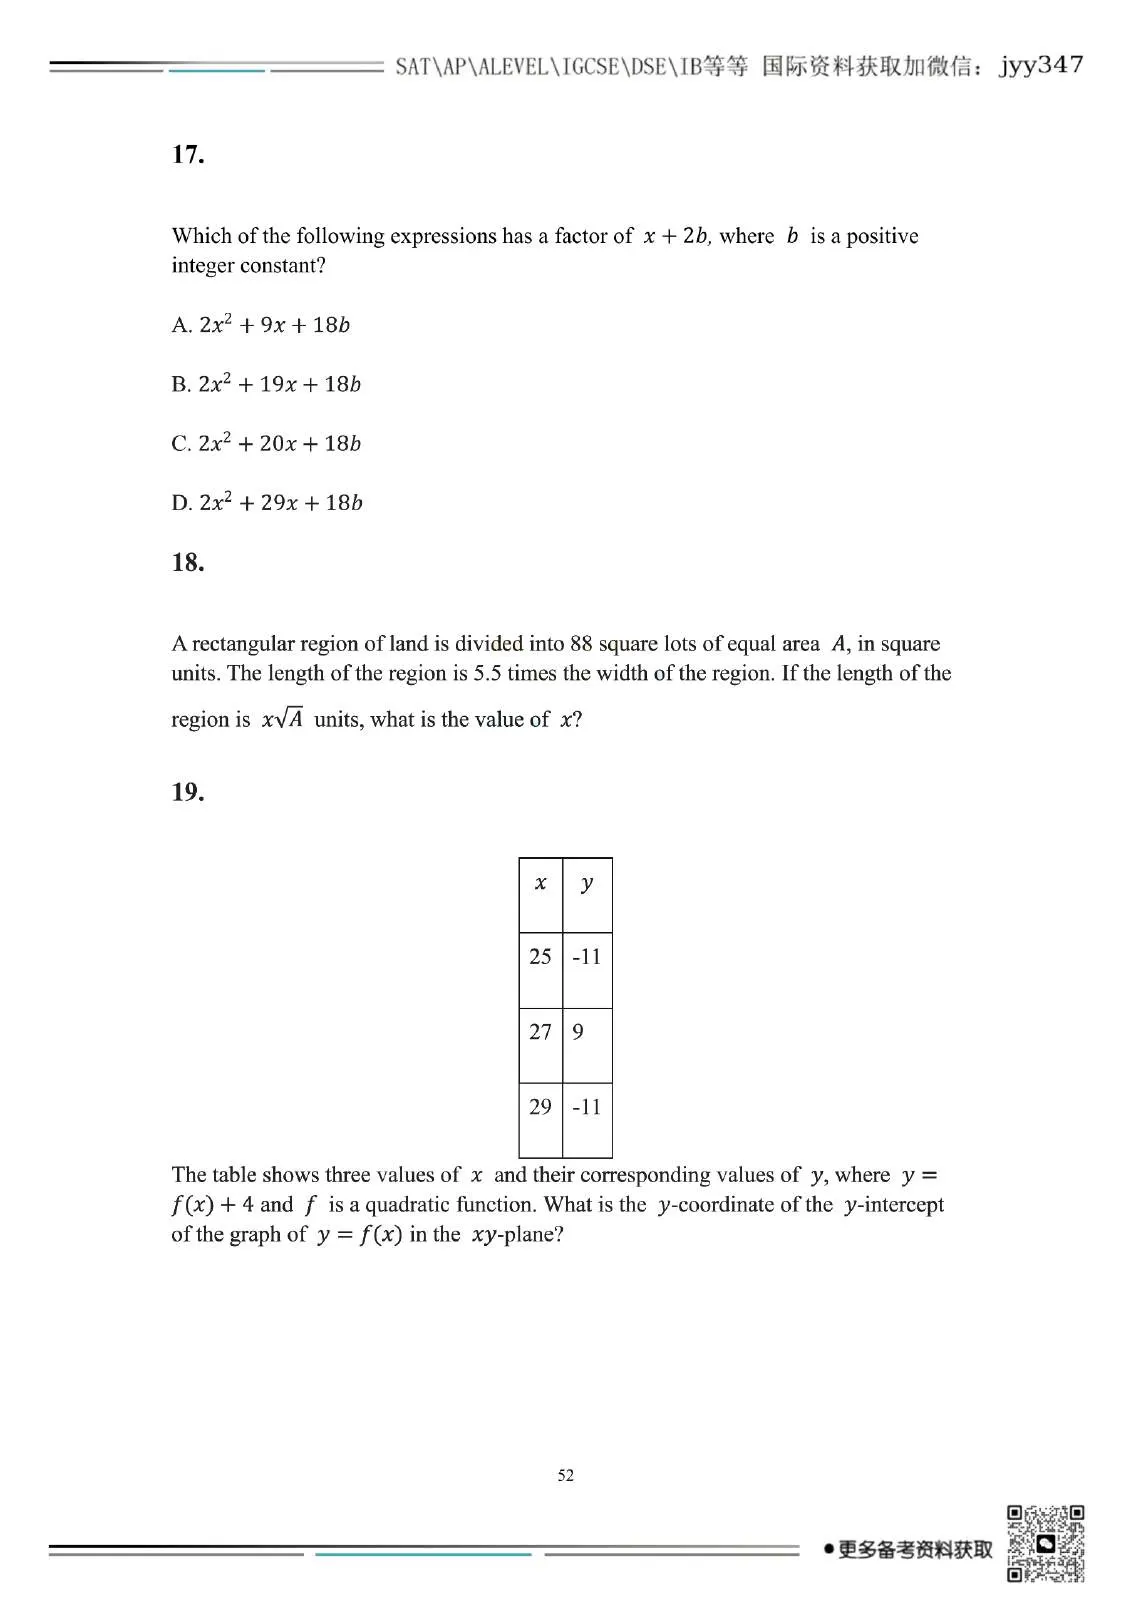 SAT\AP\ALEVEL\IGCSE\DSE\IB等等 国际资料获取加微信: jyy347
17.
Which of the following expressions has a factor of x + 2b, where b is a positive
integer constant?
A. 2x² + 9x + 18b
B. 2x² + 19x + 18b
C. 2x² + 20x + 18b
D. 2x² + 29x + 18b
18.
A rectangular region of land is divided into 88 square lots of equal area A, in square
units. The length of the region is 5.5 times the width of the region. If the length of the
region is x√A units, what is the value of x?
19.
x y
25 -11
27 9
29 -11
The table shows three values of x and their corresponding values of y, where y =
f(x) + 4 and f is a quadratic function. What is the y-coordinate of the y-intercept
of the graph of y = f(x) in the xy-plane?
52
●更多备考资料获取